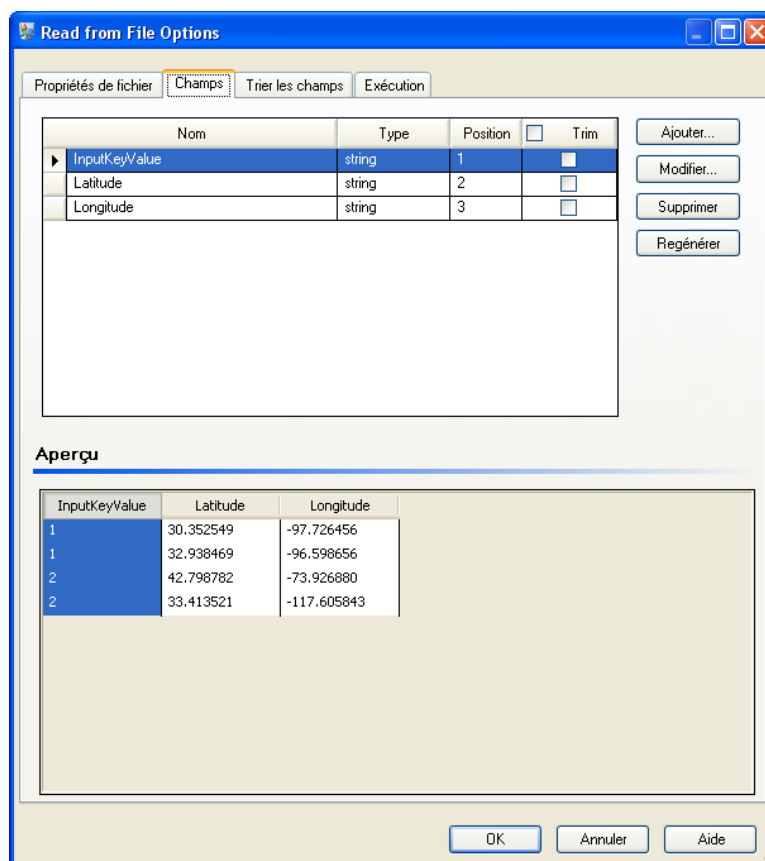 Read from File Options
Propriétés de fichier Champs Trier les champs Exécution
Nom Type Position Trim
InputKeyValue string 1
Latitude string 2
Longitude string 3
Ajouter...
Modifier...
Supprimer
Regénérer
Aperçu
InputKeyValue Latitude Longitude
1 30.352549 -97.726456
1 32.938469 -96.598656
2 42.798782 -73.926880
2 33.413521 -117.605843
OK Annuler Aide